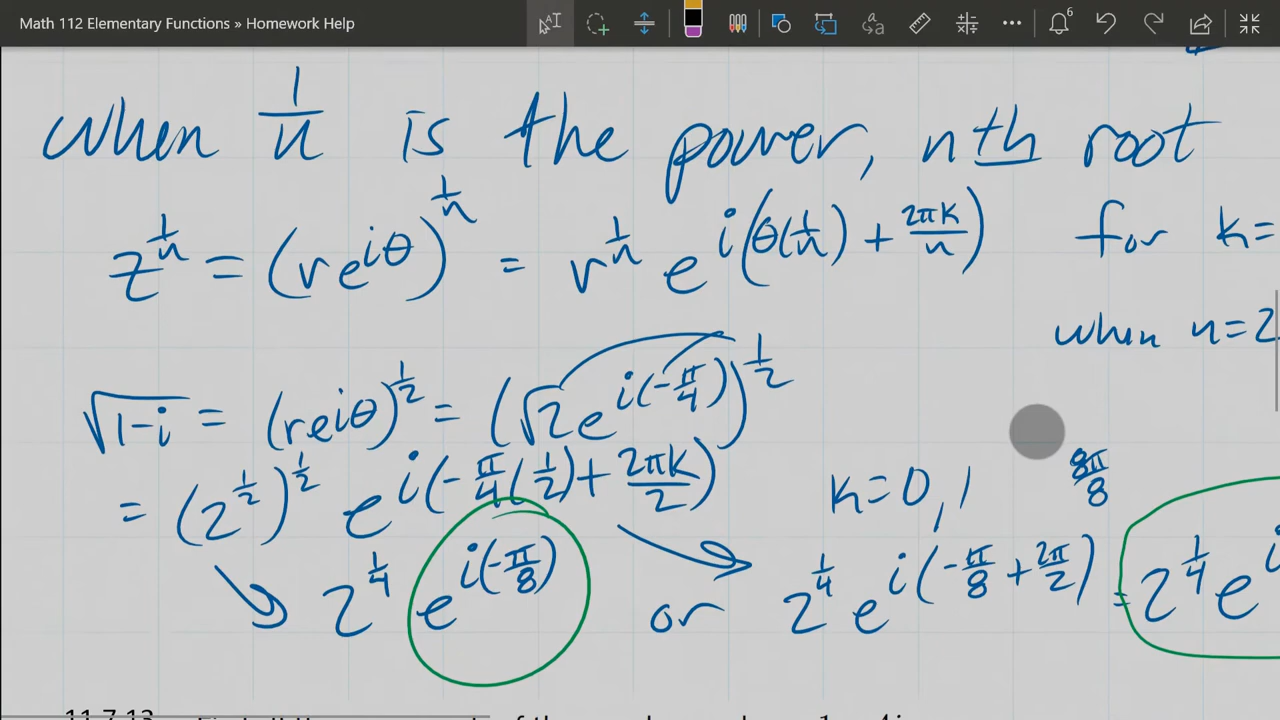 Math 112 Elementary Functions » Homework Help
6
when 1/n is the power, nth root
z^(1/n) = (re^(iθ))^(1/n) = r^(1/n) e^(i(θ(1/n) + 2πk/n)) for k=
when n=2
√(1-i) = (re^(iθ))^(1/2) = (√2 e^(i(-π/4)))^(1/2)
= (2^(1/2))^(1/2) e^(i(-π/4(1/2) + 2πk/2)) k=0,1 8π/8
2^(1/4) e^(i(-π/8)) or 2^(1/4) e^(i(-π/8 + 2π/2)) = 2^(1/4) e^i